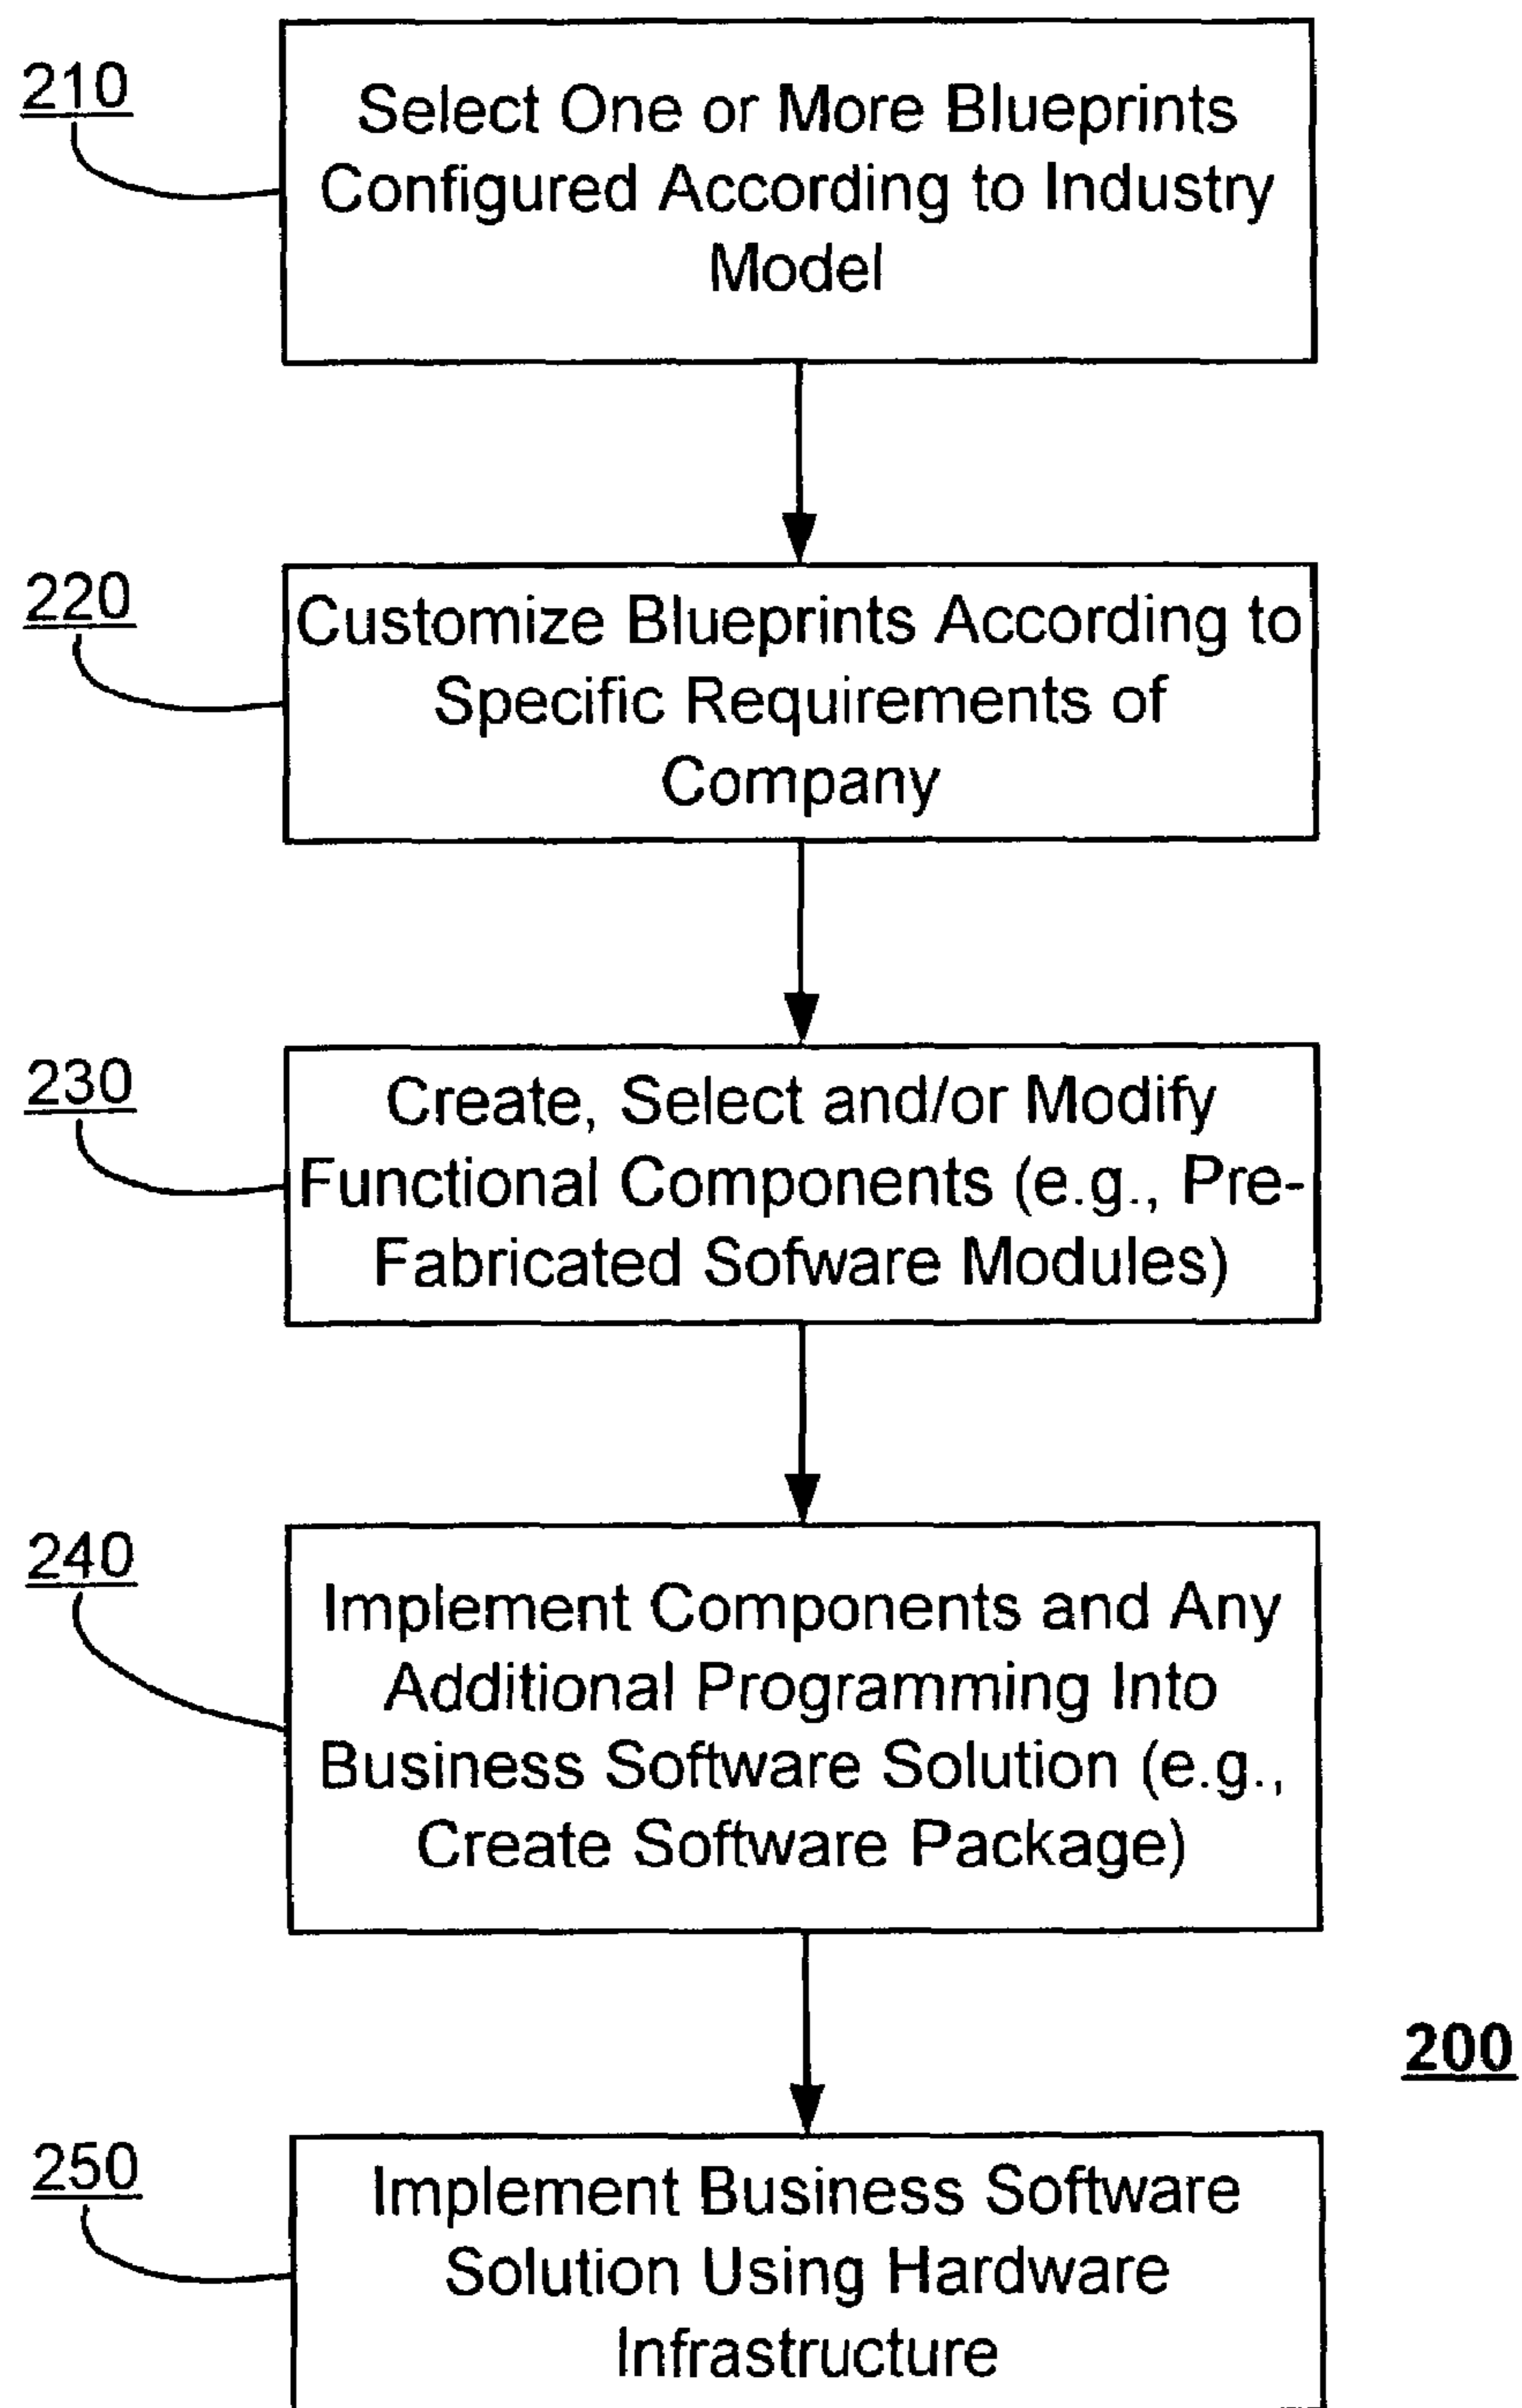 210
Select One or More Blueprints
Configured According to Industry
Model
220
Customize Blueprints According to
Specific Requirements of
Company
230
Create, Select and/or Modify
Functional Components (e.g., Pre-
Fabricated Sofware Modules)
240
Implement Components and Any
Additional Programming Into
Business Software Solution (e.g.,
Create Software Package)
200
250
Implement Business Software
Solution Using Hardware
Infrastructure